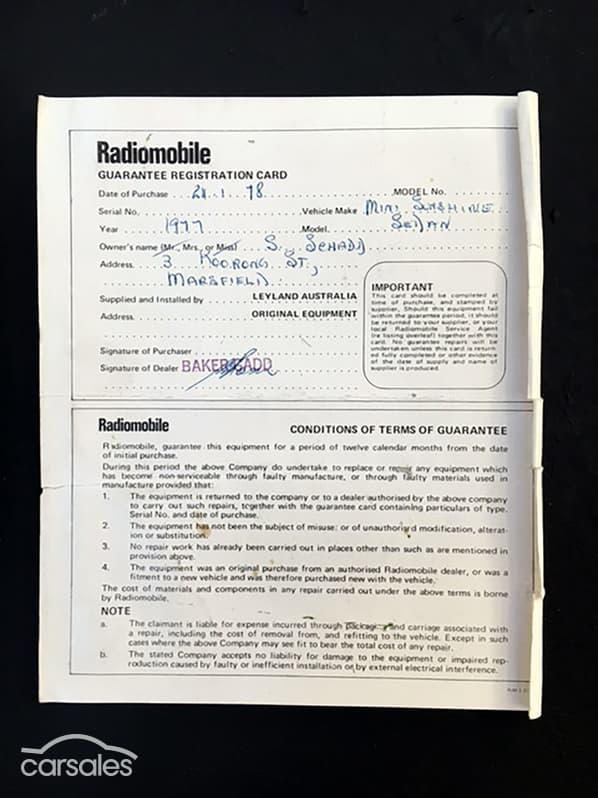 Radiomobile
GUARANTEE REGISTRATION CARD
Date of Purchase 21.1.78 MODEL No.
Serial No. Vehicle Make MINI SUNSHINE
Year 1977 Model. SEDAN
Owner's name (Mr., Mrs., or Miss) S. SCHADD
Address. 3 KOORONG ST,
MARSFIELD.
Supplied and Installed by LEYLAND AUSTRALIA
Address. ORIGINAL EQUIPMENT
Signature of Purchaser
Signature of Dealer BAKER GADD
IMPORTANT
This card should be completed at
time of purchase, and stamped by
supplier. Should this equipment fail
within the guarantee period, it should
be returned to your supplier, or your
local Radiomobile Service Agent
(re listing overleaf) together with this
card. No guarantee repairs will be
undertaken unless this card is return-
ed fully completed or other evidence
of the date of supply and name of
supplier is produced.
Radiomobile CONDITIONS OF TERMS OF GUARANTEE
Radiomobile, guarantee this equipment for a period of twelve calendar months from the date
of initial purchase.
During this period the above Company do undertake to replace or repair any equipment which
has become non-serviceable through faulty manufacture, or through faulty materials used in
manufacture provided that:
1. The equipment is returned to the company or to a dealer authorised by the above company
to carry out such repairs, together with the guarantee card containing particulars of type.
Serial No. and date of purchase.
2. The equipment has not been the subject of misuse: or of unauthorised modification, alterat-
ion or substitution.
3. No repair work has already been carried out in places other than such as are mentioned in
provision above.
4. The equipment was an original purchase from an authorised Radiomobile dealer, or was a
fitment to a new vehicle and was therefore purchased new with the vehicle.
The cost of materials and components in any repair carried out under the above terms is borne
by Radiomobile.
NOTE
a. The claimant is liable for expense incurred through packaging and carriage associated with
a repair, including the cost of removal from, and refitting to the vehicle. Except in such
cases where the above Company may see fit to bear the total cost of any repair.
b. The stated Company accepts no liability for damage to the equipment or impaired rep-
roduction caused by faulty or inefficient installation or by external electrical interference.
carsales